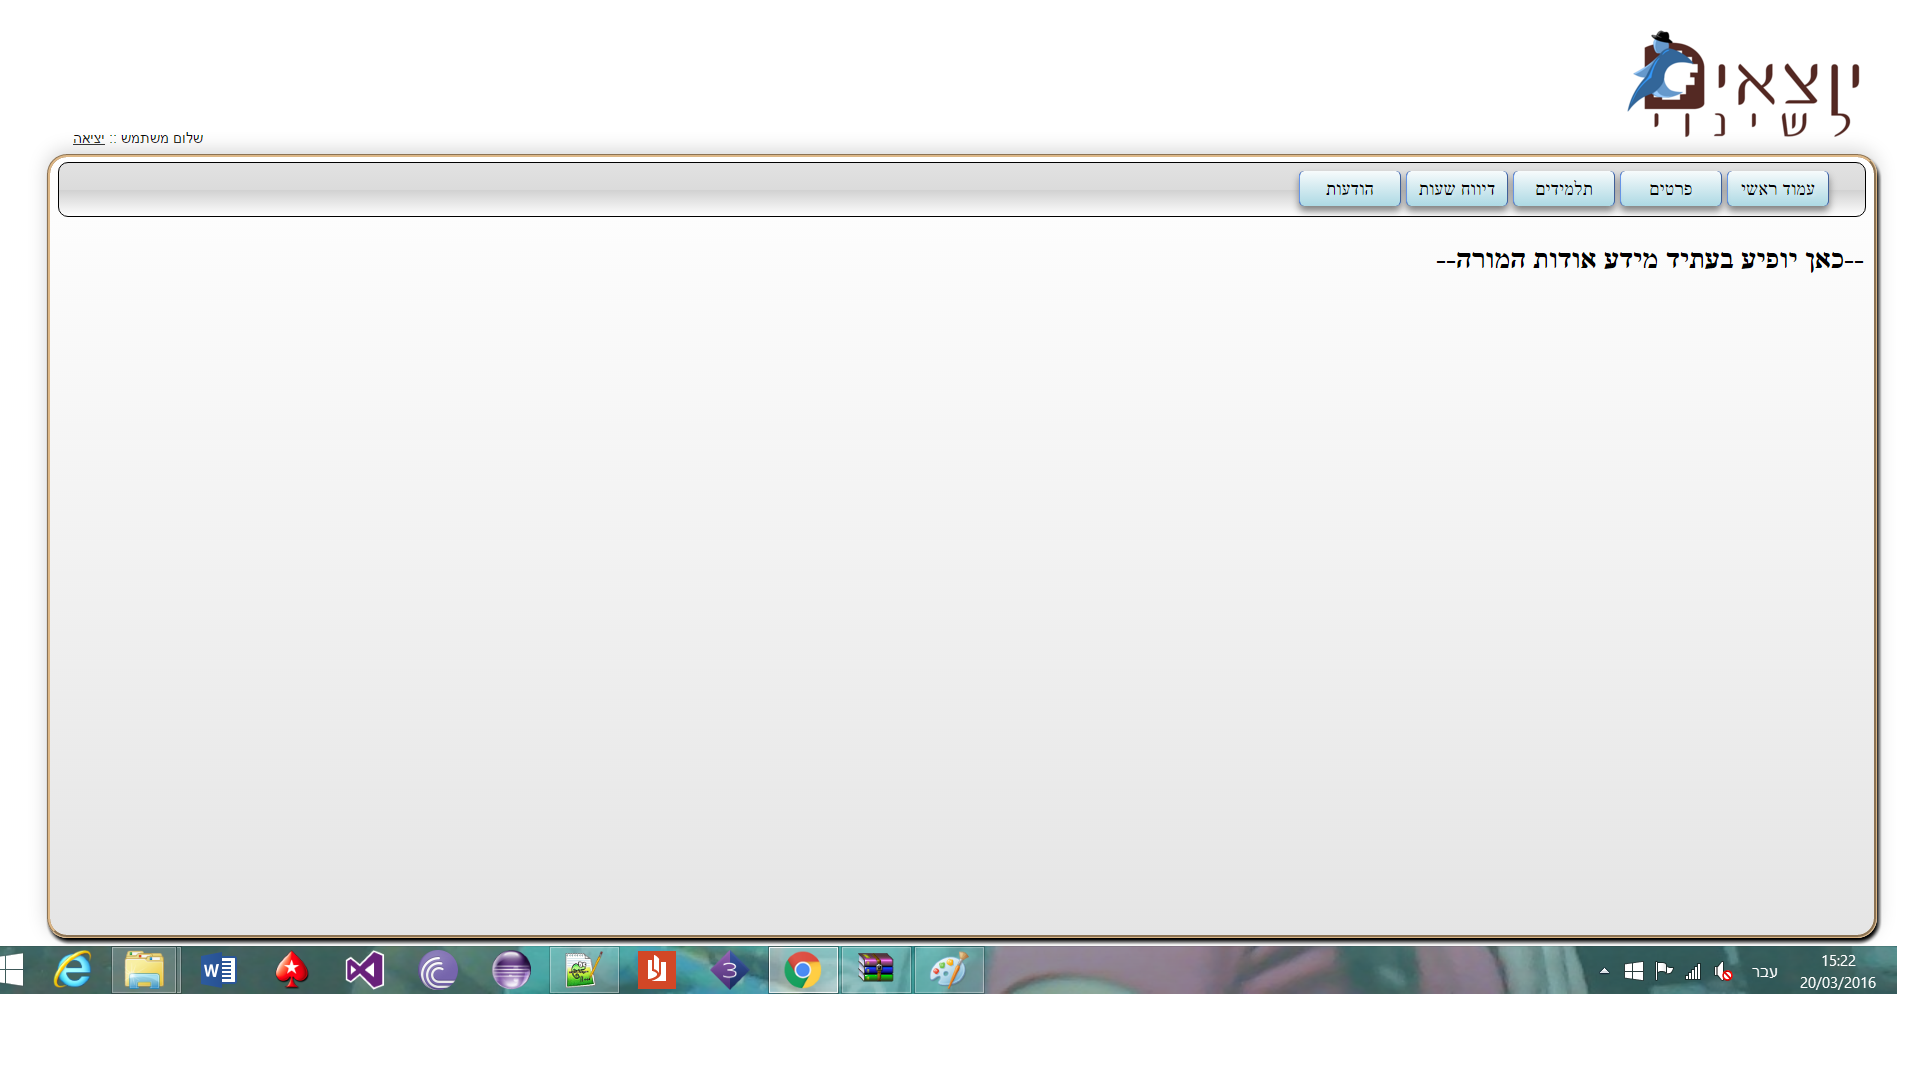 יוצאים
לשינוי
שלום משתמש :: יציאה
עמוד ראשי
פרטים
תלמידים
דיווח שעות
הודעות
--כאן יופיע בעתיד מידע אודות המורה--
עבר
15:22
20/03/2016